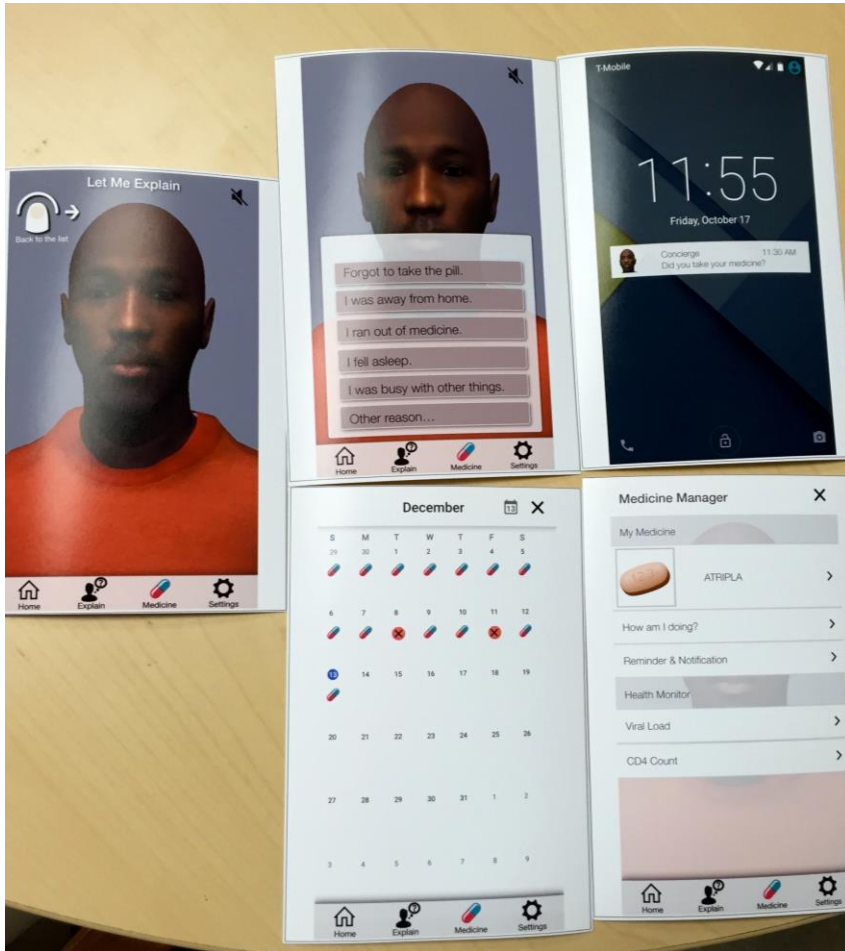 Let Me Explain
Back to the list
Home Explain Medicine Settings
Forgot to take the pill.
I was away from home.
I ran out of medicine.
I fell asleep.
I was busy with other things.
Other reason...
Home Explain Medicine Settings
T-Mobile
11:55
Friday, October 17
Concierge 11:30 AM
Did you take your medicine?
December 13
S M T W T F S
29 30 1 2 3 4 5
6 7 8 9 10 11 12
13 14 15 16 17 18 19
20 21 22 23 24 25 26
27 28 29 30 31 1 2
3 4 5 6 7 8 9
Home Explain Medicine Settings
Medicine Manager
My Medicine
ATRIPLA
How am I doing?
Reminder & Notification
Health Monitor
Viral Load
CD4 Count
Home Explain Medicine Settings